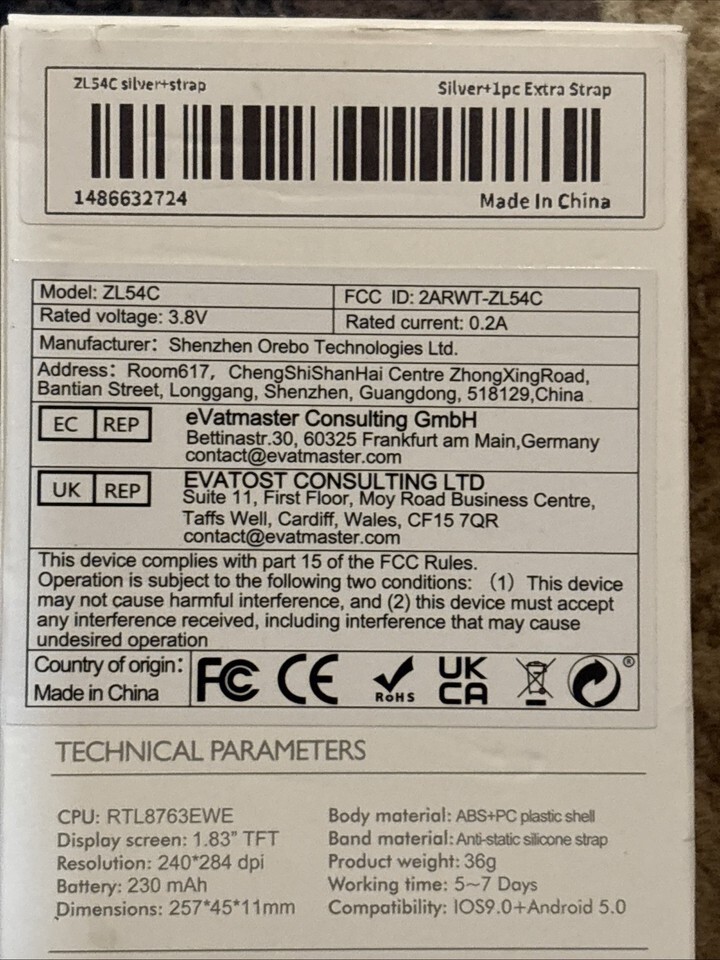 ZL54C silver+strap
Silver+1pc Extra Strap
1486632724
Made In China
Model: ZL54C
FCC ID: 2ARWT-ZL54C
Rated voltage: 3.8V
Rated current: 0.2A
Manufacturer: Shenzhen Orebo Technologies Ltd.
Address: Room617, ChengShiShanHai Centre ZhongXingRoad,
Bantian Street, Longgang, Shenzhen, Guangdong, 518129,China
EC REP
eVatmaster Consulting GmbH
Bettinastr.30, 60325 Frankfurt am Main,Germany
contact@evatmaster.com
UK REP
EVATOST CONSULTING LTD
Suite 11, First Floor, Moy Road Business Centre,
Taffs Well, Cardiff, Wales, CF15 7QR
contact@evatmaster.com
This device complies with part 15 of the FCC Rules.
Operation is subject to the following two conditions: (1) This device
may not cause harmful interference, and (2) this device must accept
any interference received, including interference that may cause
undesired operation
Country of origin:
Made in China
FC CE
RoHS
UK
CA
®
TECHNICAL PARAMETERS
CPU: RTL8763EWE
Display screen: 1.83" TFT
Resolution: 240*284 dpi
Battery: 230 mAh
Dimensions: 257*45*11mm
Body material: ABS+PC plastic shell
Band material: Anti-static silicone strap
Product weight: 36g
Working time: 5~7 Days
Compatibility: IOS9.0+Android 5.0